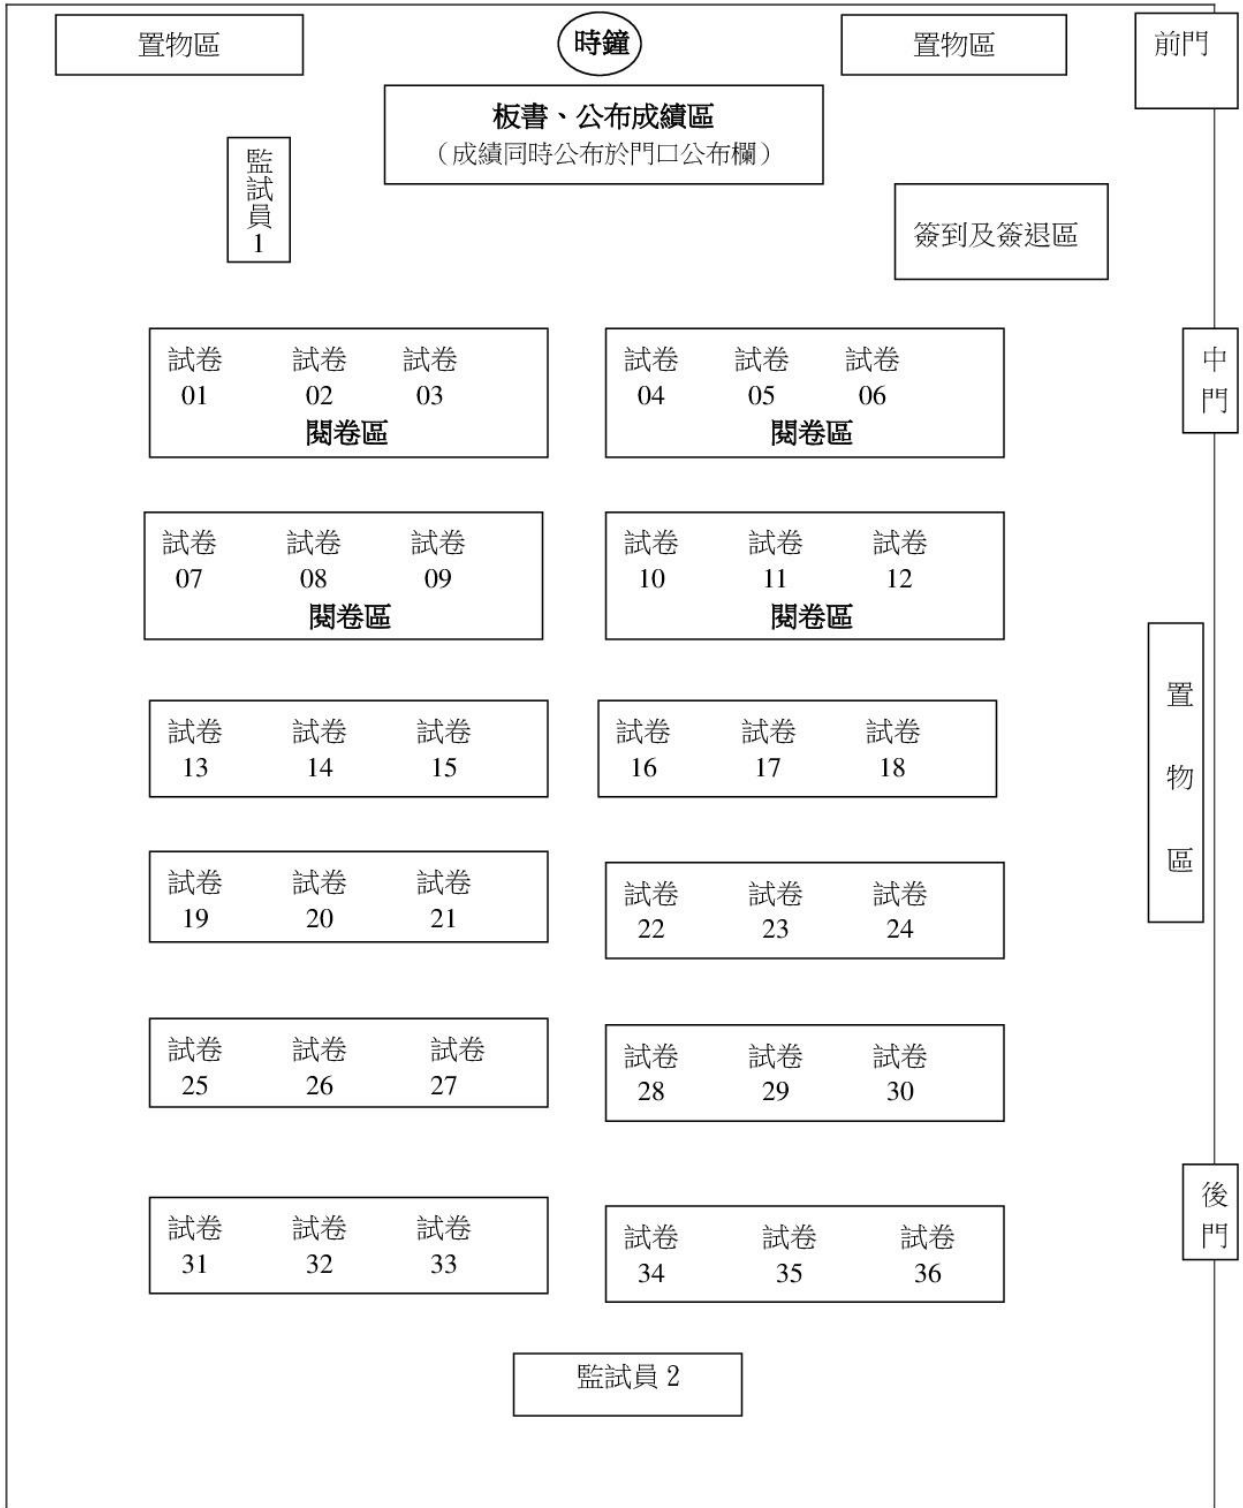 置物區
時鐘
置物區
前門
板書、公布成績區
（成績同時公布於門口公布欄）
監試員1
簽到及簽退區
試卷 試卷 試卷
01 02 03
閱卷區
試卷 試卷 試卷
04 05 06
閱卷區
中門
試卷 試卷 試卷
07 08 09
閱卷區
試卷 試卷 試卷
10 11 12
閱卷區
置物區
試卷 試卷 試卷
13 14 15
試卷 試卷 試卷
16 17 18
試卷 試卷 試卷
19 20 21
試卷 試卷 試卷
22 23 24
試卷 試卷 試卷
25 26 27
試卷 試卷 試卷
28 29 30
後門
試卷 試卷 試卷
31 32 33
試卷 試卷 試卷
34 35 36
監試員 2